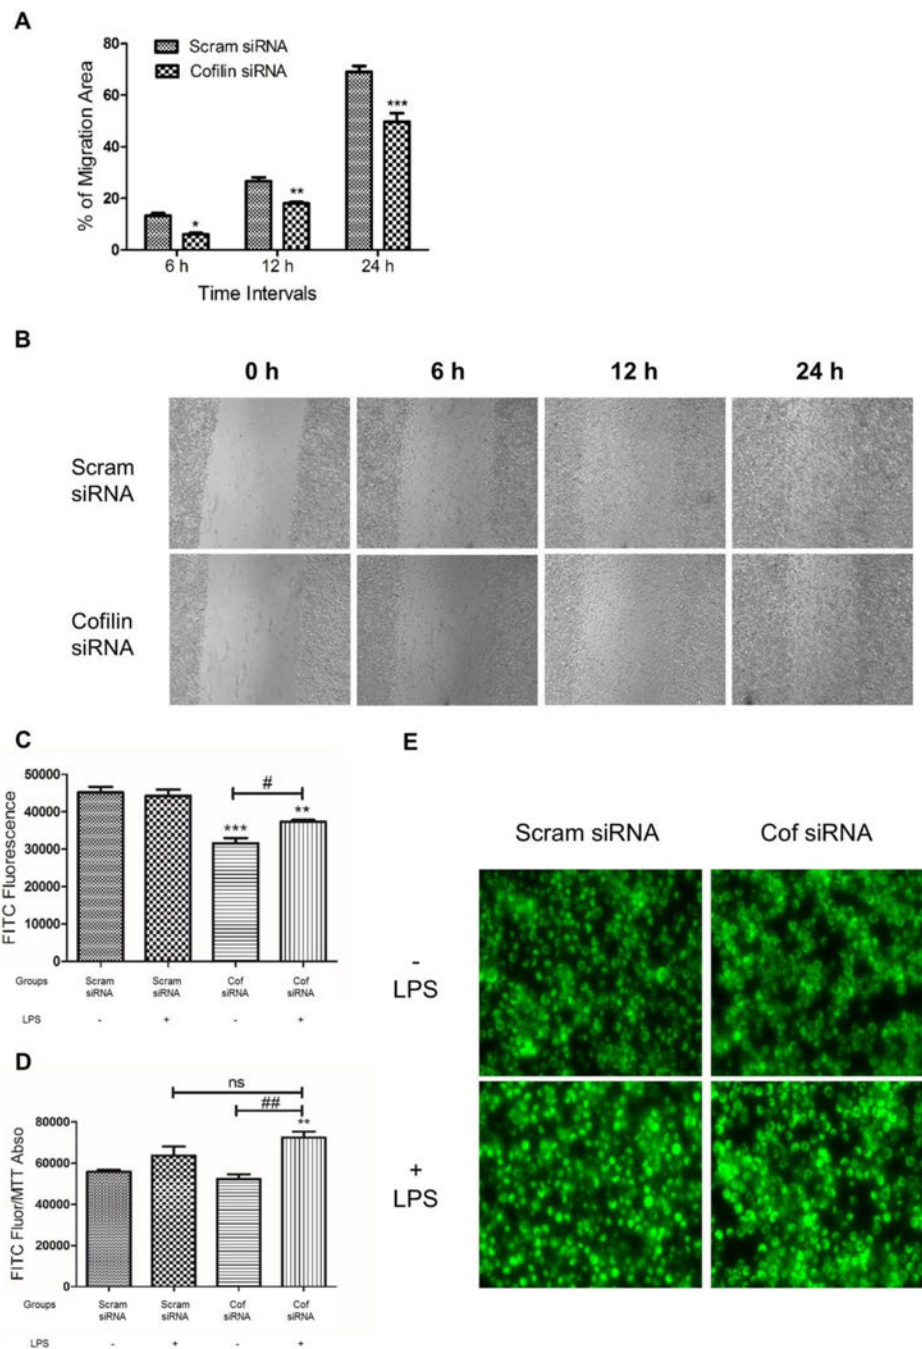 A
80
60
40
20
0
% of Migration Area
Scram siRNA
Cofilin siRNA
*
**
***
6 h 12 h 24 h
Time Intervals
B
0 h 6 h 12 h 24 h
Scram
siRNA
Cofilin
siRNA
C
50000
40000
30000
20000
10000
0
FITC Fluorescence
#
***
**
Groups Scram siRNA Scram siRNA Cof siRNA Cof siRNA
LPS - + - +
D
80000
60000
40000
20000
0
FITC Fluor/MTT Abso
ns
##
**
Groups Scram siRNA Scram siRNA Cof siRNA Cof siRNA
LPS - + - +
E
Scram siRNA Cof siRNA
-
LPS
+
LPS